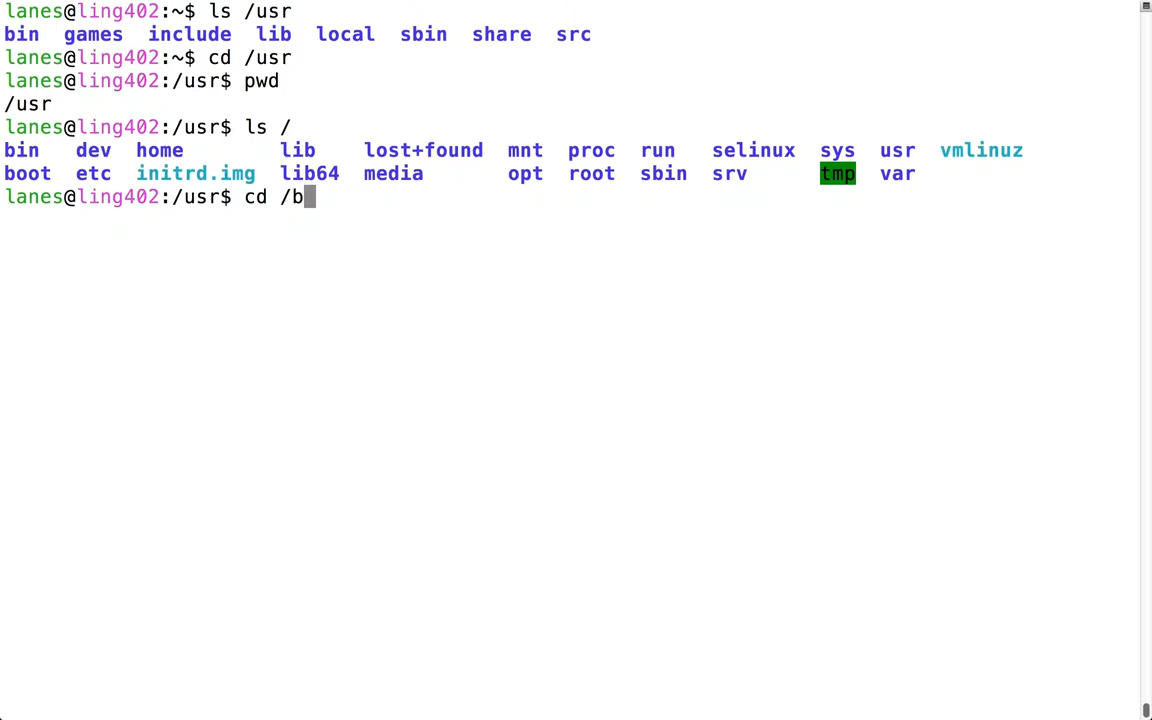 lanes@ling402:~$ ls /usr
bin  games  include  lib  local  sbin  share  src
lanes@ling402:~$ cd /usr
lanes@ling402:/usr$ pwd
/usr
lanes@ling402:/usr$ ls /
bin   dev  home        lib    lost+found  mnt  proc  run   selinux  sys  usr  vmlinuz
boot  etc  initrd.img  lib64  media       opt  root  sbin  srv      tmp  var
lanes@ling402:/usr$ cd /b